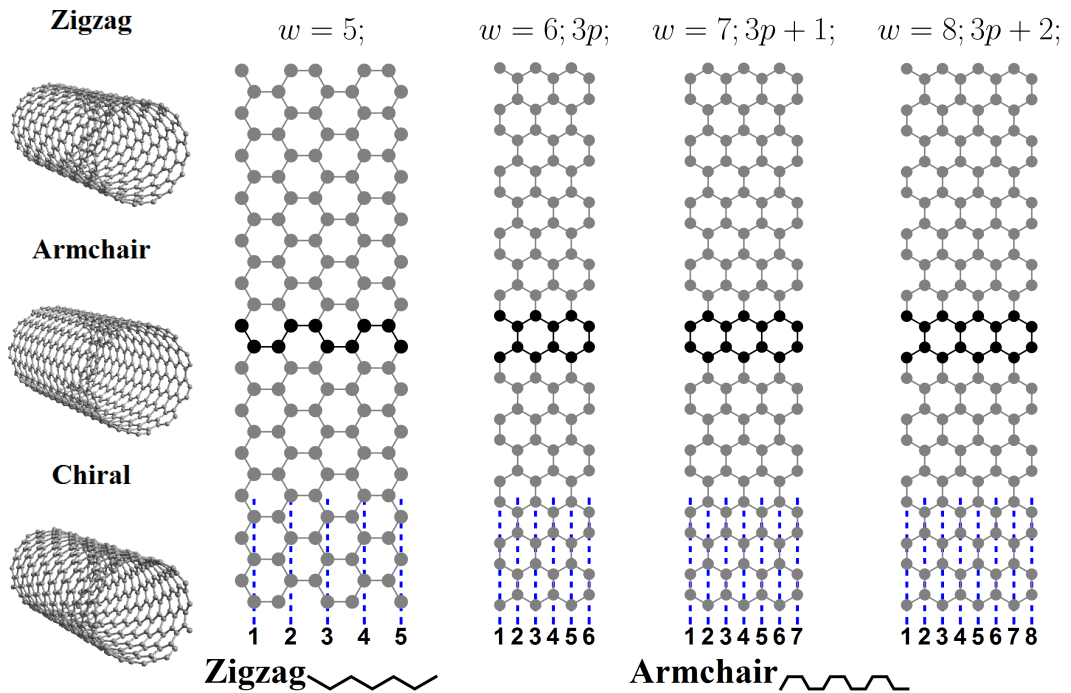 Zigzag
w = 5;
w = 6; 3p;
w = 7; 3p + 1;
w = 8; 3p + 2;
Armchair
Chiral
1 2 3 4 5
1 2 3 4 5 6
1 2 3 4 5 6 7
1 2 3 4 5 6 7 8
Zigzag
Armchair